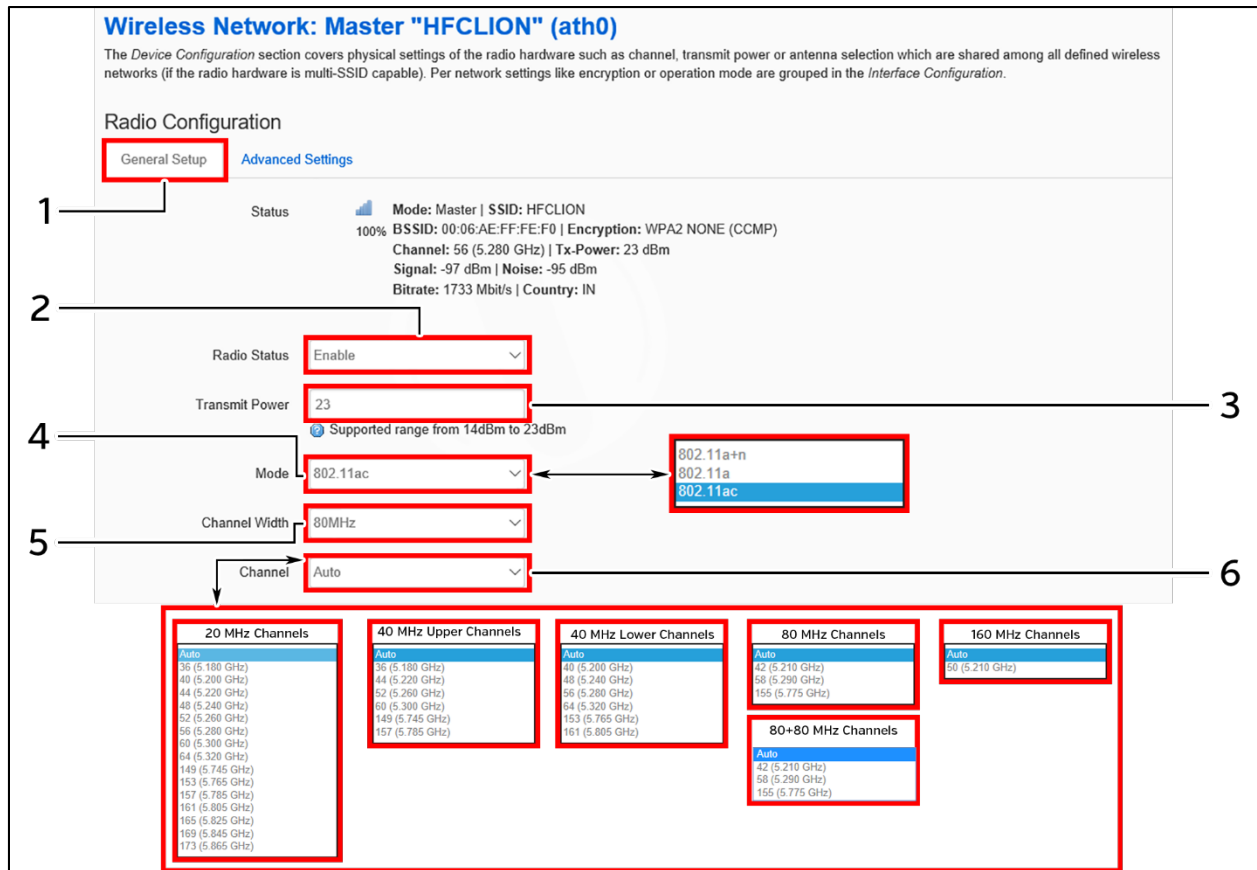 Wireless Network: Master "HFCLION" (ath0)
The Device Configuration section covers physical settings of the radio hardware such as channel, transmit power or antenna selection which are shared among all defined wireless
networks (if the radio hardware is multi-SSID capable). Per network settings like encryption or operation mode are grouped in the Interface Configuration.
Radio Configuration
General Setup Advanced Settings
1
Status
Mode: Master | SSID: HFCLION
100% BSSID: 00:06:AE:FF:FE:F0 | Encryption: WPA2 NONE (CCMP)
Channel: 56 (5.280 GHz) | Tx-Power: 23 dBm
Signal: -97 dBm | Noise: -95 dBm
Bitrate: 1733 Mbit/s | Country: IN
2
Radio Status Enable
Transmit Power 23
3
Supported range from 14dBm to 23dBm
4
Mode 802.11ac
802.11a+n
802.11a
802.11ac
Channel Width 80MHz
5
Channel Auto
6
20 MHz Channels
Auto
36 (5.180 GHz)
40 (5.200 GHz)
44 (5.220 GHz)
48 (5.240 GHz)
52 (5.260 GHz)
56 (5.280 GHz)
60 (5.300 GHz)
64 (5.320 GHz)
149 (5.745 GHz)
153 (5.765 GHz)
157 (5.785 GHz)
161 (5.805 GHz)
165 (5.825 GHz)
169 (5.845 GHz)
173 (5.865 GHz)
40 MHz Upper Channels
Auto
36 (5.180 GHz)
44 (5.220 GHz)
52 (5.260 GHz)
60 (5.300 GHz)
149 (5.745 GHz)
157 (5.785 GHz)
40 MHz Lower Channels
Auto
40 (5.200 GHz)
48 (5.240 GHz)
56 (5.280 GHz)
64 (5.320 GHz)
153 (5.765 GHz)
161 (5.805 GHz)
80 MHz Channels
Auto
42 (5.210 GHz)
58 (5.290 GHz)
155 (5.775 GHz)
80+80 MHz Channels
Auto
42 (5.210 GHz)
58 (5.290 GHz)
155 (5.775 GHz)
160 MHz Channels
Auto
50 (5.210 GHz)